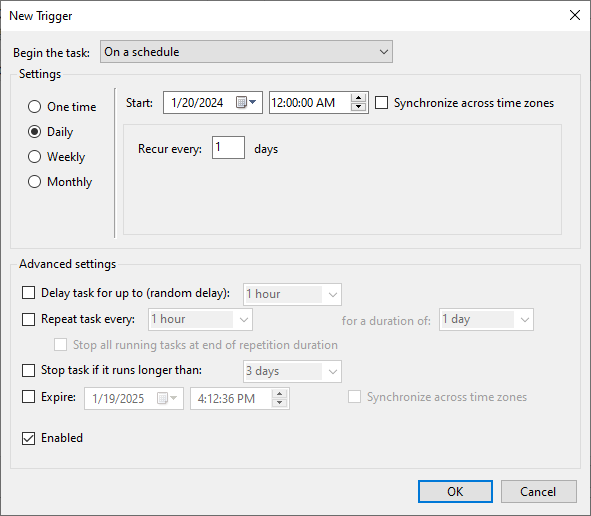 New Trigger
Begin the task: On a schedule
Settings
One time
Daily
Weekly
Monthly
Start: 1/20/2024 12:00:00 AM Synchronize across time zones
Recur every: 1 days
Advanced settings
Delay task for up to (random delay): 1 hour
Repeat task every: 1 hour for a duration of: 1 day
Stop all running tasks at end of repetition duration
Stop task if it runs longer than: 3 days
Expire: 1/19/2025 4:12:36 PM Synchronize across time zones
Enabled
OK Cancel